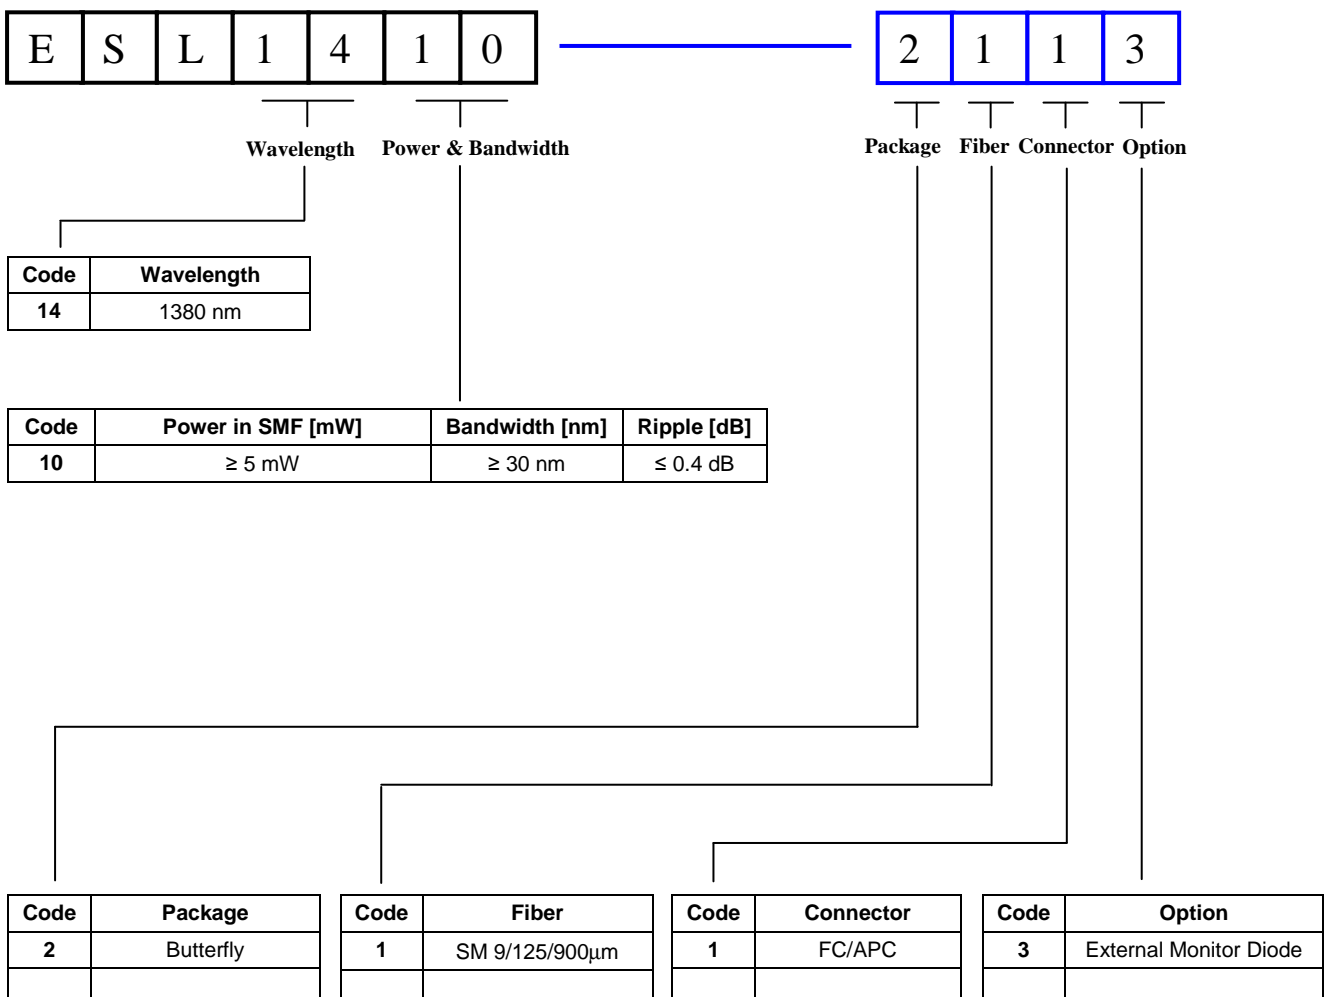 E S L 1 4 1 0 2 1 1 3
Wavelength Power & Bandwidth Package Fiber Connector Option
Code Wavelength
14 1380 nm
Code Power in SMF [mW] Bandwidth [nm] Ripple [dB]
10 ≥ 5 mW ≥ 30 nm ≤ 0.4 dB
Code Package Code Fiber Code Connector Code Option
2 Butterfly 1 SM 9/125/900µm 1 FC/APC 3 External Monitor Diode